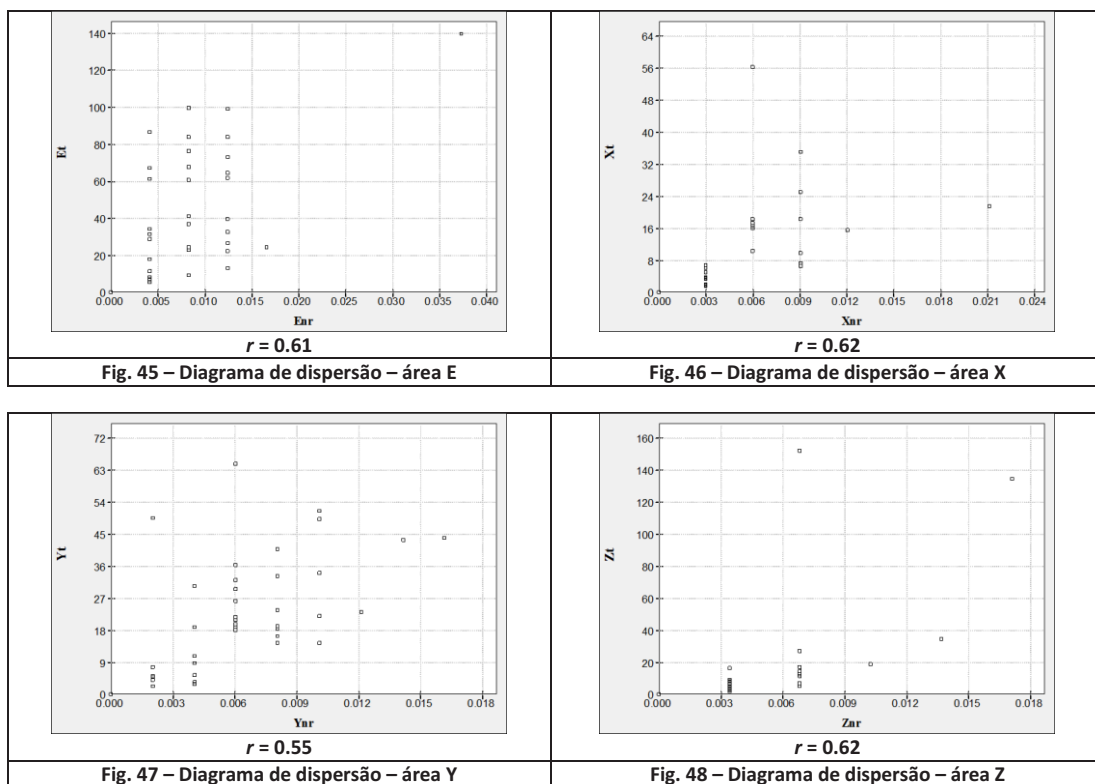 140
120
100
80
60
40
20
0
Et
0.000 0.005 0.010 0.015 0.020 0.025 0.030 0.035 0.040
Enr
r = 0.61
Fig. 45 – Diagrama de dispersão – área E
64
56
48
40
32
24
16
8
0
Xt
0.000 0.003 0.006 0.009 0.012 0.015 0.018 0.021 0.024
Xnr
r = 0.62
Fig. 46 – Diagrama de dispersão – área X
72
63
54
45
36
27
18
9
0
Yt
0.000 0.003 0.006 0.009 0.012 0.015 0.018
Ynr
r = 0.55
Fig. 47 – Diagrama de dispersão – área Y
160
140
120
100
80
60
40
20
0
Zt
0.000 0.003 0.006 0.009 0.012 0.015 0.018
Znr
r = 0.62
Fig. 48 – Diagrama de dispersão – área Z